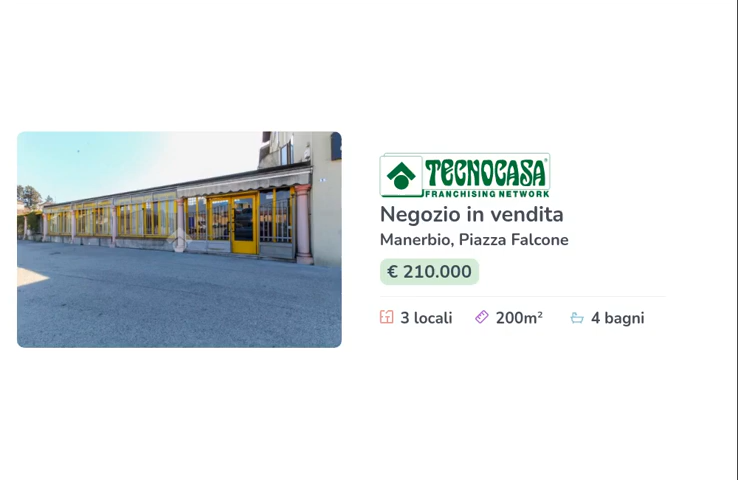 TECNOCASA®
FRANCHISING NETWORK
Negozio in vendita
Manerbio, Piazza Falcone
€ 210.000
3 locali 200m² 4 bagni